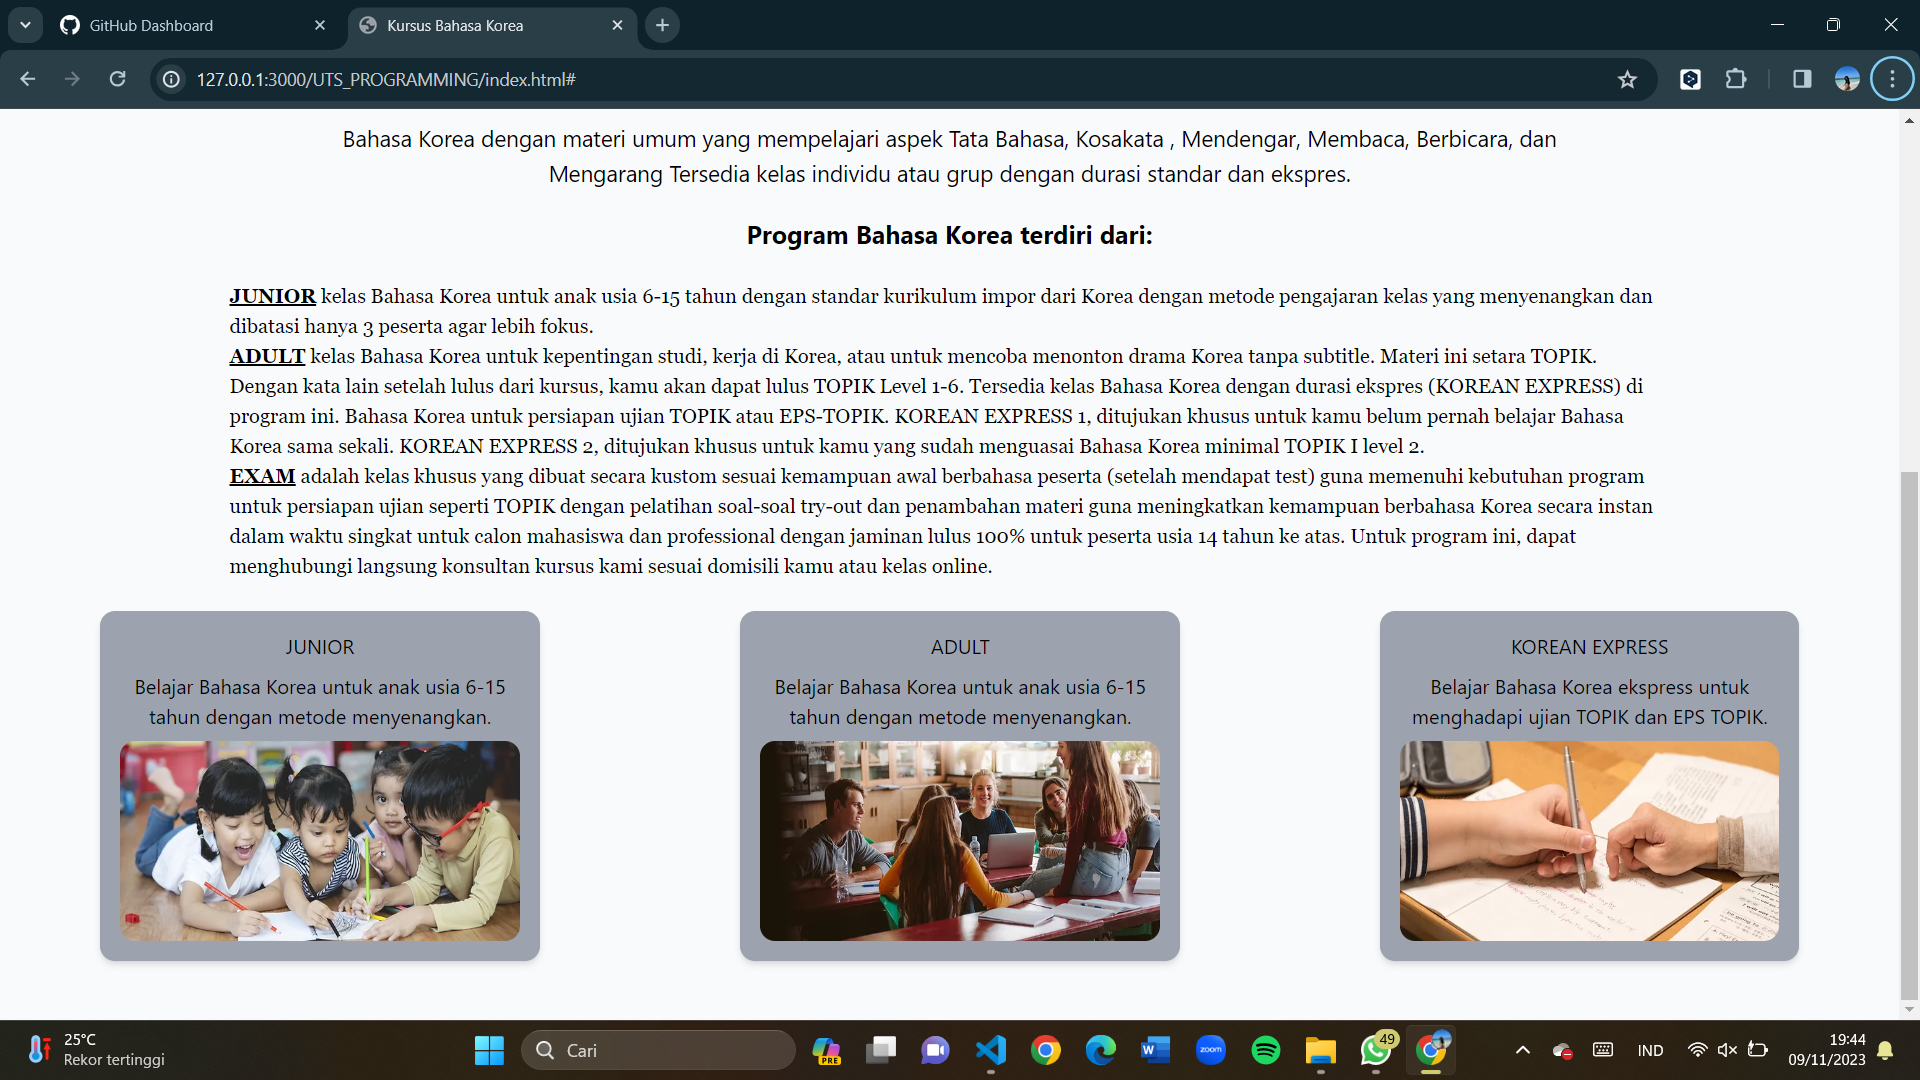 GitHub Dashboard
Kursus Bahasa Korea
127.0.0.1:3000/UTS_PROGRAMMING/index.html#
Bahasa Korea dengan materi umum yang mempelajari aspek Tata Bahasa, Kosakata , Mendengar, Membaca, Berbicara, dan
Mengarang Tersedia kelas individu atau grup dengan durasi standar dan ekspres.
Program Bahasa Korea terdiri dari:
JUNIOR kelas Bahasa Korea untuk anak usia 6-15 tahun dengan standar kurikulum impor dari Korea dengan metode pengajaran kelas yang menyenangkan dan
dibatasi hanya 3 peserta agar lebih fokus.
ADULT kelas Bahasa Korea untuk kepentingan studi, kerja di Korea, atau untuk mencoba menonton drama Korea tanpa subtitle. Materi ini setara TOPIK.
Dengan kata lain setelah lulus dari kursus, kamu akan dapat lulus TOPIK Level 1-6. Tersedia kelas Bahasa Korea dengan durasi ekspres (KOREAN EXPRESS) di
program ini. Bahasa Korea untuk persiapan ujian TOPIK atau EPS-TOPIK. KOREAN EXPRESS 1, ditujukan khusus untuk kamu belum pernah belajar Bahasa
Korea sama sekali. KOREAN EXPRESS 2, ditujukan khusus untuk kamu yang sudah menguasai Bahasa Korea minimal TOPIK I level 2.
EXAM adalah kelas khusus yang dibuat secara kustom sesuai kemampuan awal berbahasa peserta (setelah mendapat test) guna memenuhi kebutuhan program
untuk persiapan ujian seperti TOPIK dengan pelatihan soal-soal try-out dan penambahan materi guna meningkatkan kemampuan berbahasa Korea secara instan
dalam waktu singkat untuk calon mahasiswa dan professional dengan jaminan lulus 100% untuk peserta usia 14 tahun ke atas. Untuk program ini, dapat
menghubungi langsung konsultan kursus kami sesuai domisili kamu atau kelas online.
JUNIOR
Belajar Bahasa Korea untuk anak usia 6-15
tahun dengan metode menyenangkan.
ADULT
Belajar Bahasa Korea untuk anak usia 6-15
tahun dengan metode menyenangkan.
KOREAN EXPRESS
Belajar Bahasa Korea ekspress untuk
menghadapi ujian TOPIK dan EPS TOPIK.
25°C
Rekor tertinggi
Cari
PRE
zoom
49
IND
19:44
09/11/2023